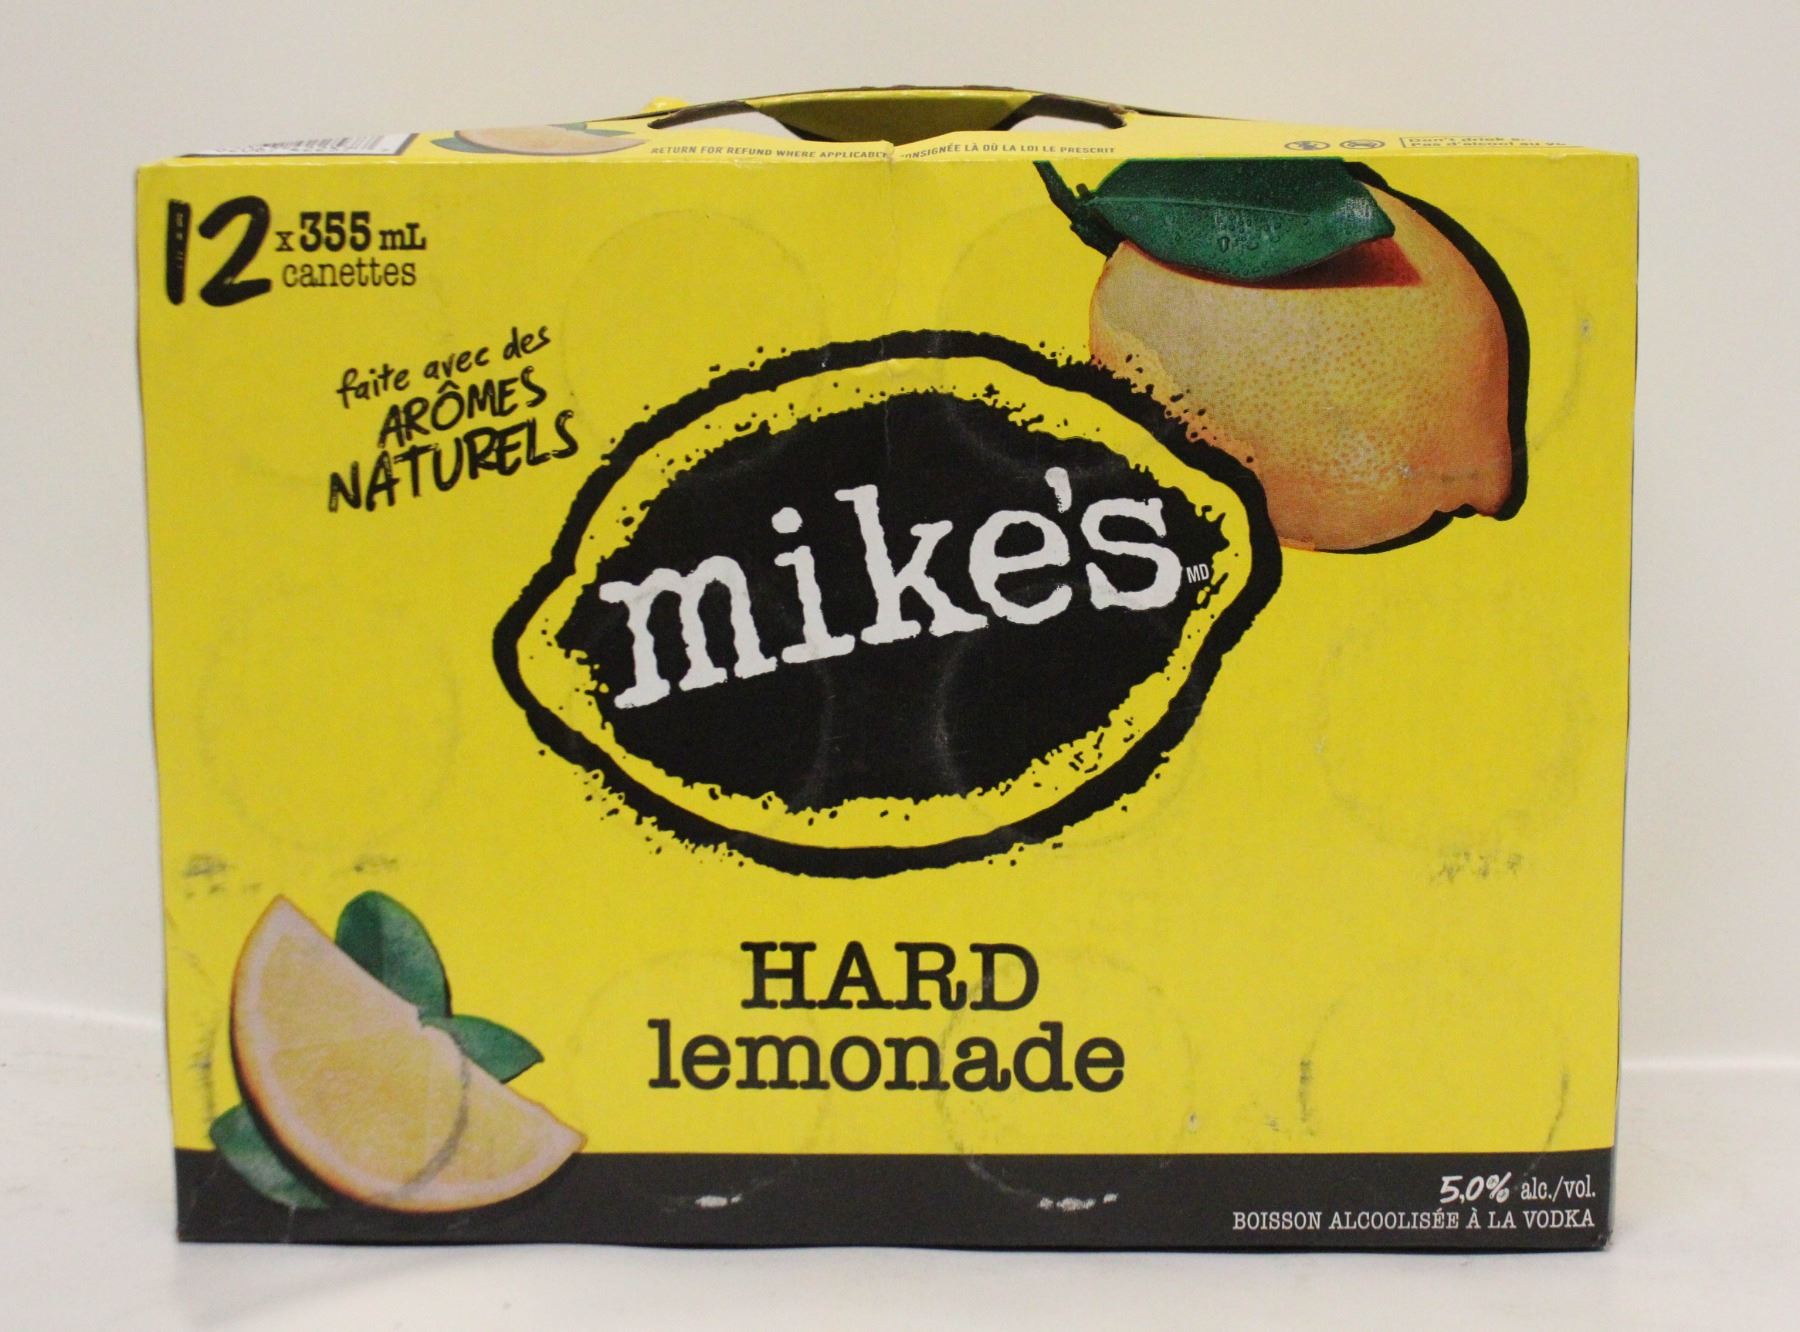 RETURN FOR REFUND WHERE APPLICABLE CONSIGNÉE LÀ OÙ LA LOI LE PRESCRIT
12 x 355 mL
canettes
faite avec des
ARÔMES
NATURELS
mike's MD
HARD
lemonade
5,0% alc./vol.
BOISSON ALCOOLISÉE À LA VODKA